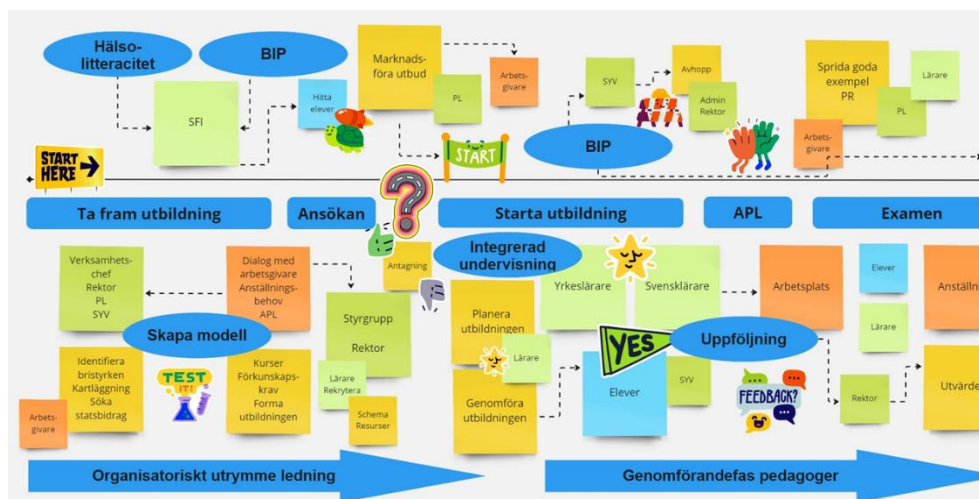 Hälso-
litteracitet
BIP
SFI
Hitta
elever
Marknads-
föra utbud
PL
Arbets-
givare
START
SYV
Avhopp
Admin
Rektor
BIP
Sprida goda
exempel
PR
Lärare
PL
Arbets-
givare
START
HERE
Ta fram utbildning
Ansökan
Starta utbildning
APL
Examen
Verksamhets-
chef
Rektor
PL
SYV
Dialog med
arbetsgivare
Anställnings-
behov
APL
Skapa modell
Identifiera
bristyrken
Kartläggning
Söka
statsbidrag
Arbets-
givare
TEST
IT!
Kurser
Förkunskaps-
krav
Forma
utbildningen
Antagning
Styrgrupp
Rektor
Lärare
Rekrytera
Schema
Resurser
Integrerad
undervisning
Planera
utbildningen
Lärare
Genomföra
utbildningen
Yrkeslärare
Svensklärare
YES
Elever
SYV
Uppföljning
Arbetsplats
FEEDBACK?
Elever
Lärare
Rektor
Anställn
Utvärde
Organisatoriskt utrymme ledning
Genomförandefas pedagoger